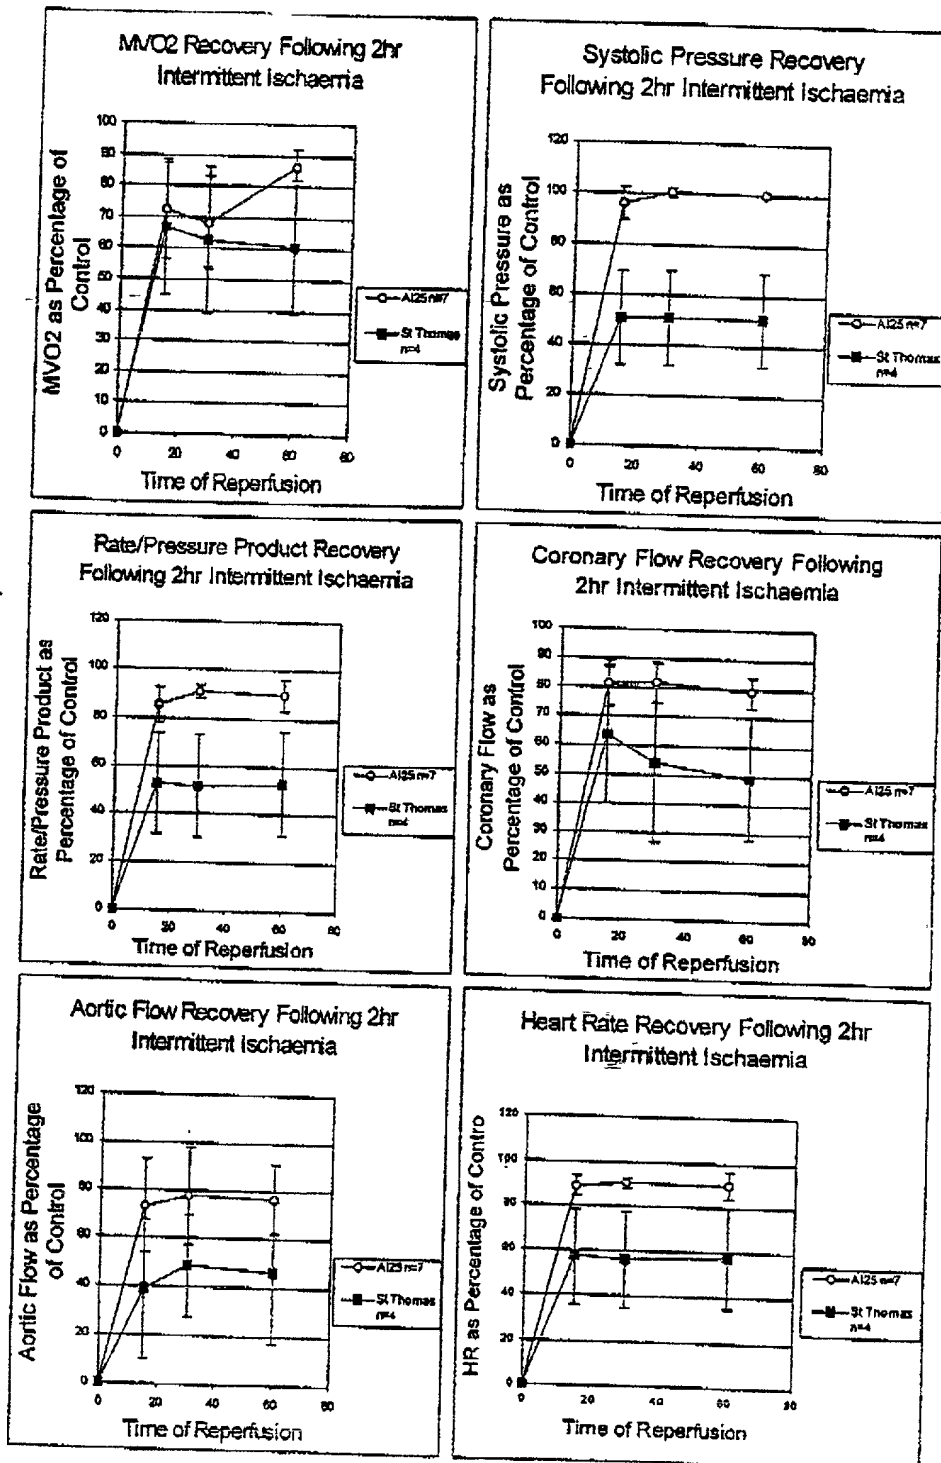 MVO2 Recovery Following 2hr
Intermittent Ischaemia
MVO2 as Percentage of
Control
100
90
80
70
60
50
40
30
20
10
0
0 20 40 60 80
Time of Reperfusion
A125 n=7
St Thomas
n=4
Systolic Pressure Recovery
Following 2hr Intermittent Ischaemia
Systolic Pressure as
Percentage of Control
120
100
80
60
40
20
0
0 20 40 60 80
Time of Reperfusion
A125 n=7
St Thomas
n=4
Rate/Pressure Product Recovery
Following 2hr Intermittent Ischaemia
Rate/Pressure Product as
Percentage of Control
120
100
80
60
40
20
0
0 20 40 60 80
Time of Reperfusion
A125 n=7
St Thomas
n=4
Coronary Flow Recovery Following
2hr Intermittent Ischaemia
Coronary Flow as
Percentage of Control
100
90
80
70
60
50
40
30
20
10
0
0 20 40 60 80
Time of Reperfusion
A125 n=7
St Thomas
n=4
Aortic Flow Recovery Following 2hr
Intermittent Ischaemia
Aortic Flow as Percentage
of Control
120
100
80
60
40
20
0
0 20 40 60 80
Time of Reperfusion
A125 n=7
St Thomas
n=4
Heart Rate Recovery Following 2hr
Intermittent Ischaemia
HR as Percentage of Contro
120
100
80
60
40
20
0
0 20 40 60 80
Time of Reperfusion
A125 n=7
St Thomas
n=4